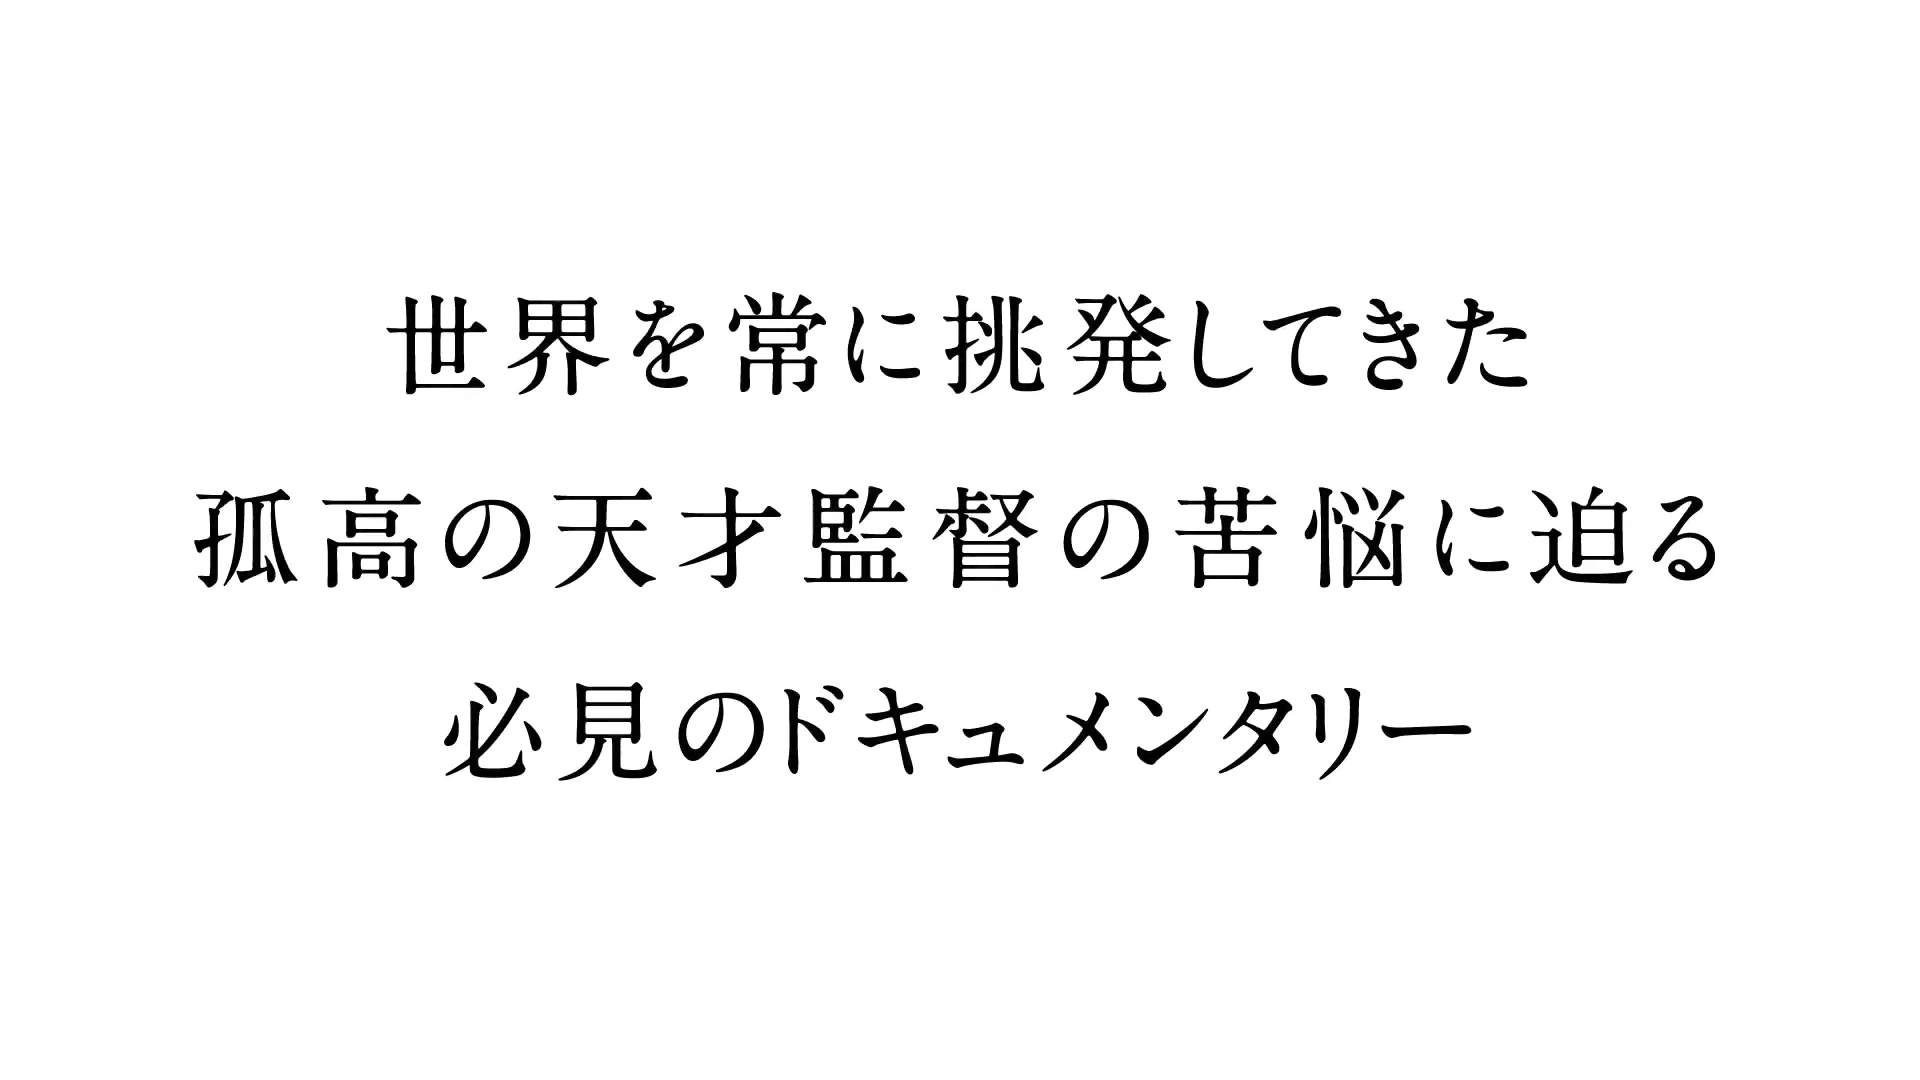 世界を常に挑発してきた
孤高の天才監督の苦悩に迫る
必見のドキュメンタリー